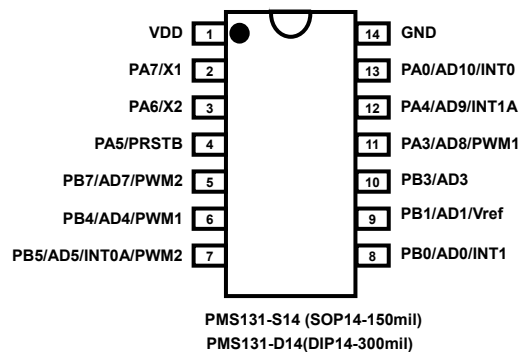 VDD 1 14 GND
PA7/X1 2 13 PA0/AD10/INT0
PA6/X2 3 12 PA4/AD9/INT1A
PA5/PRSTB 4 11 PA3/AD8/PWM1
PB7/AD7/PWM2 5 10 PB3/AD3
PB4/AD4/PWM1 6 9 PB1/AD1/Vref
PB5/AD5/INT0A/PWM2 7 8 PB0/AD0/INT1
PMS131-S14 (SOP14-150mil)
PMS131-D14(DIP14-300mil)